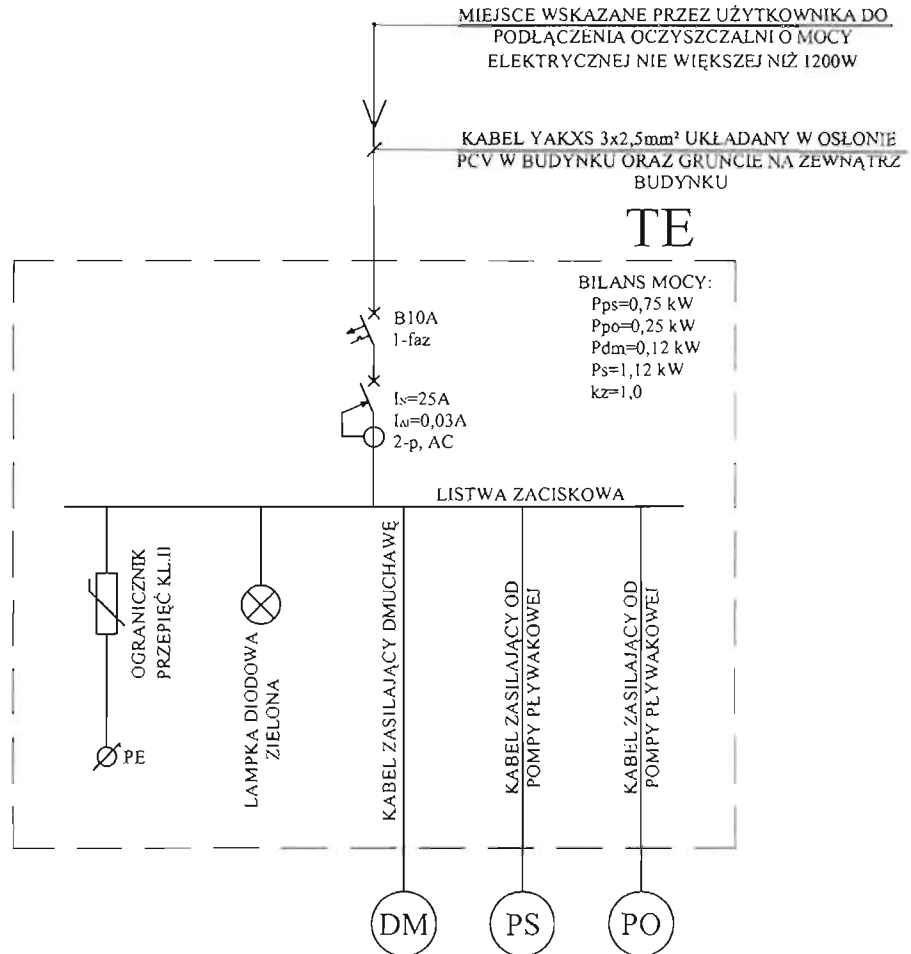 MIEJSCE WSKAZANE PRZEZ UŻYTKOWNIKA DO
PODŁĄCZENIA OCZYSZCZALNI O MOCY
ELEKTRYCZNEJ NIE WIĘKSZEJ NIŻ 1200W
KABEL YAKXS 3x2,5mm² UKŁADANY W OSŁONIE
PCV W BUDYNKU ORAZ GRUNCIE NA ZEWNĄTRZ
BUDYNKU
TE
BILANS MOCY:
Pps=0,75 kW
Ppo=0,25 kW
Pdm=0,12 kW
Ps=1,12 kW
kz=1,0
B10A
1-faz
IN=25A
IΔN=0,03A
2-p, AC
LISTWA ZACISKOWA
OGRANICZNIK
PRZEPIĘĆ KL.II
PE
LAMPKA DIODOWA
ZIELONA
KABEL ZASILAJĄCY DMUCHAWĘ
KABEL ZASILAJĄCY OD
POMPY PŁYWAKOWEJ
KABEL ZASILAJĄCY OD
POMPY PŁYWAKOWEJ
DM
PS
PO